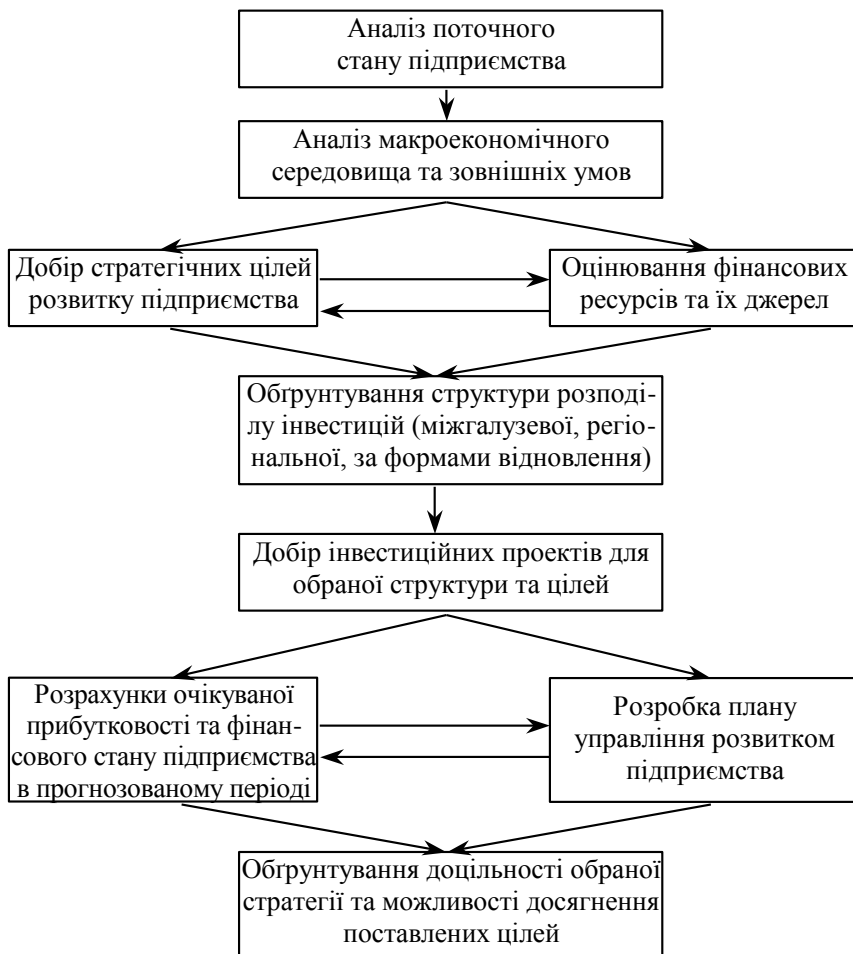 Аналіз поточного
стану підприємства
Аналіз макроекономічного
середовища та зовнішніх умов
Добір стратегічних цілей
розвитку підприємства
Оцінювання фінансових
ресурсів та їх джерел
Обґрунтування структури розподі-
лу інвестицій (міжгалузевої, регіо-
нальної, за формами відновлення)
Добір інвестиційних проектів для
обраної структури та цілей
Розрахунки очікуваної
прибутковості та фінан-
сового стану підприємства
в прогнозованому періоді
Розробка плану
управління розвитком
підприємства
Обґрунтування доцільності обраної
стратегії та можливості досягнення
поставлених цілей